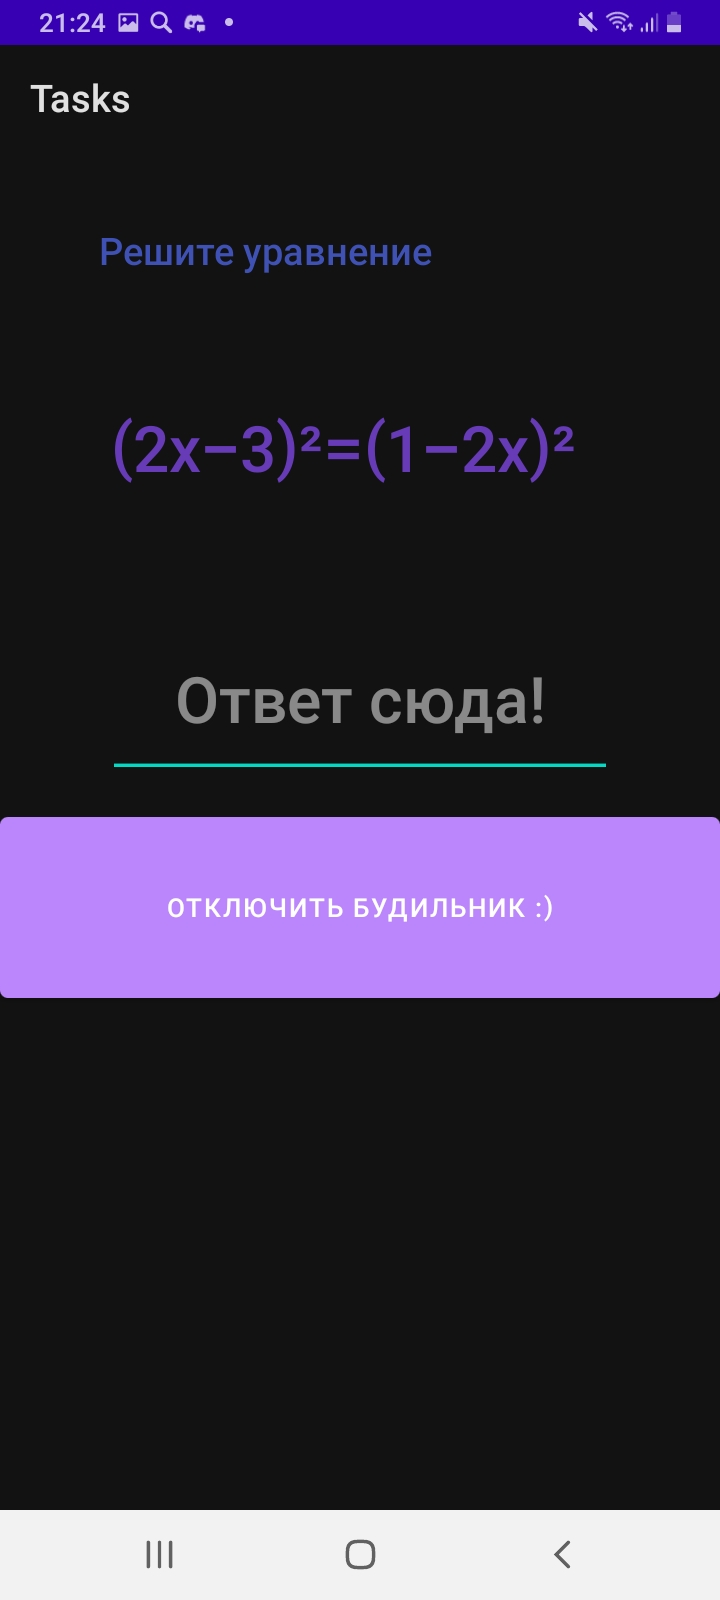 21:24
Tasks
Решите уравнение
(2x−3)²=(1−2x)²
Ответ сюда!
ОТКЛЮЧИТЬ БУДИЛЬНИК :)